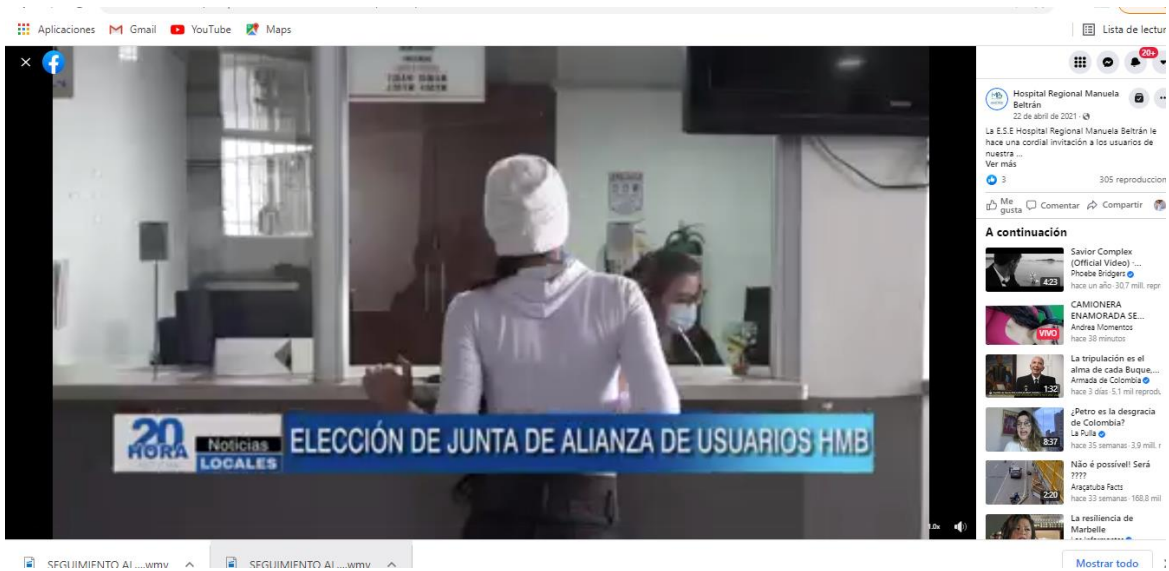 Aplicaciones
Gmail
YouTube
Maps
Lista de lectur
20+
Hospital Regional Manuela
Beltrán
22 de abril de 2021
La E.S.E Hospital Regional Manuela Beltrán le
hace una cordial invitación a los usuarios de
nuestra ...
Ver más
3
305 reproduccion
Me gusta
Comentar
Compartir
A continuación
Savior Complex
(Official Video) -...
Phoebe Bridgers
hace un año · 30,7 mill. repr
4:23
CAMIONERA
ENAMORADA SE...
Andrea Momentos
hace 38 minutos
VIVO
La tripulación es el
alma de cada Buque,...
Armada de Colombia
hace 3 días · 5,1 mil reprodu
1:32
¿Petro es la desgracia
de Colombia?
La Pulla
hace 35 semanas · 3,9 mill. r
8:37
Não é possível! Será
????
Araçatuba Facts
hace 33 semanas · 168,8 mil
2:20
La resiliencia de
Marbelle
20
HORA
Noticias
LOCALES
ELECCIÓN DE JUNTA DE ALIANZA DE USUARIOS HMB
1.0x
SEGUIMIENTO AL....wmv
SEGUIMIENTO AL....wmv
Mostrar todo